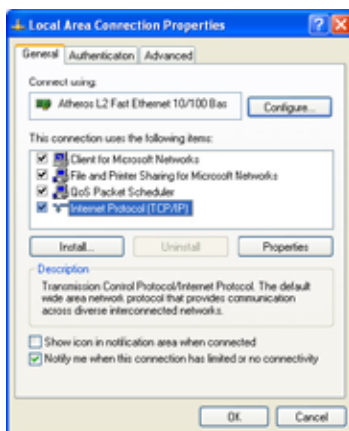 Local Area Connection Properties
General Authentication Advanced
Connect using:
Atheros L2 Fast Ethernet 10/100 Bas
Configure...
This connection uses the following items:
Client for Microsoft Networks
File and Printer Sharing for Microsoft Networks
QoS Packet Scheduler
Internet Protocol (TCP/IP)
Install... Uninstall Properties
Description
Transmission Control Protocol/Internet Protocol. The default
wide area network protocol that provides communication
across diverse interconnected networks.
Show icon in notification area when connected
Notify me when this connection has limited or no connectivity
OK Cancel